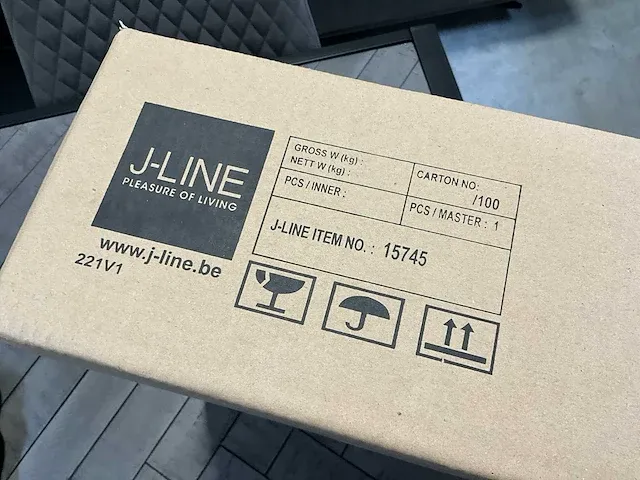 J-LINE
PLEASURE OF LIVING
www.j-line.be
221V1
GROSS W (kg) :
NETT W (kg) :
CARTON NO:
/100
PCS / INNER :
PCS / MASTER : 1
J-LINE ITEM NO. : 15745